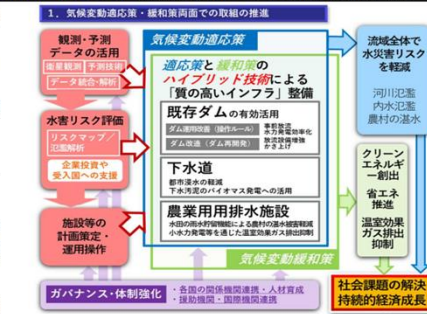 1．気候変動適応策・緩和策両面での取組の推進
観測・予測
データの活用
衛星観測
予測技術
データ統合・解析
水害リスク評価
リスクマップ／
氾濫解析
企業投資や
受入国への支援
施設等の
計画策定・
運用操作
気候変動適応策
適応策と緩和策の
ハイブリッド技術による
「質の高いインフラ」整備
既存ダムの有効活用
ダム運用改善（操作ルール）
事前放流
水力発電効率化
ダム改造（ダム再開発）
放流設備増強
かさ上げ
下水道
都市浸水の軽減
下水汚泥のバイオマス発電への活用
農業用用排水施設
水田の雨水貯留機能による農村の湛水被害軽減
小水力発電等を通じた温室効果ガス排出抑制
気候変動緩和策
流域全体で
水災害リスク
を軽減
河川氾濫
内水氾濫
農村の湛水
クリーン
エネルギ
ー創出
省エネ
推進
温室効果
ガス排出
抑制
ガバナンス・体制強化
・各国の関係機関連携・人材育成
・援助機関・国際機関連携
社会課題の解決
持続的経済成長